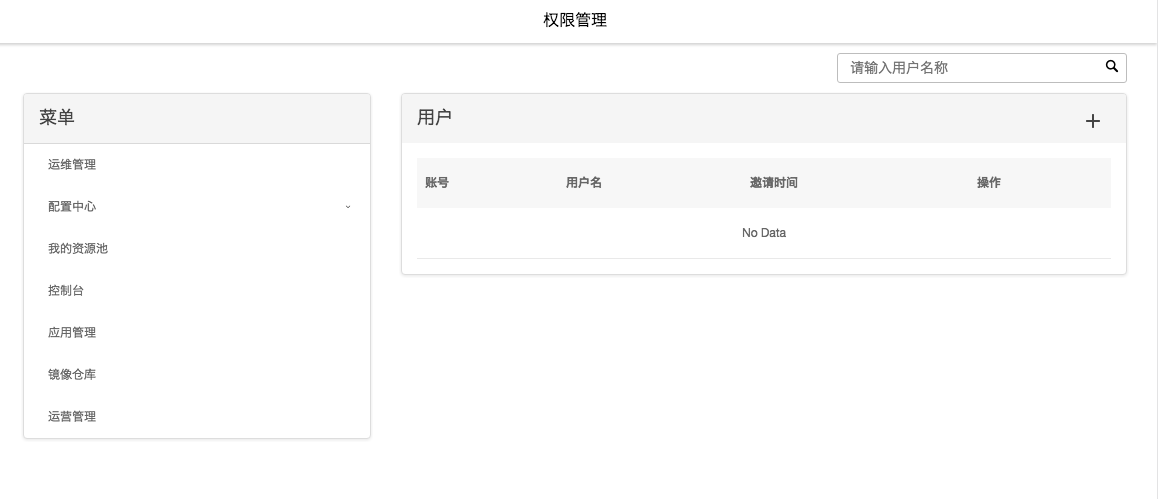 权限管理
请输入用户名称
菜单
运维管理
配置中心
我的资源池
控制台
应用管理
镜像仓库
运营管理
用户
账号 用户名 邀请时间 操作
No Data